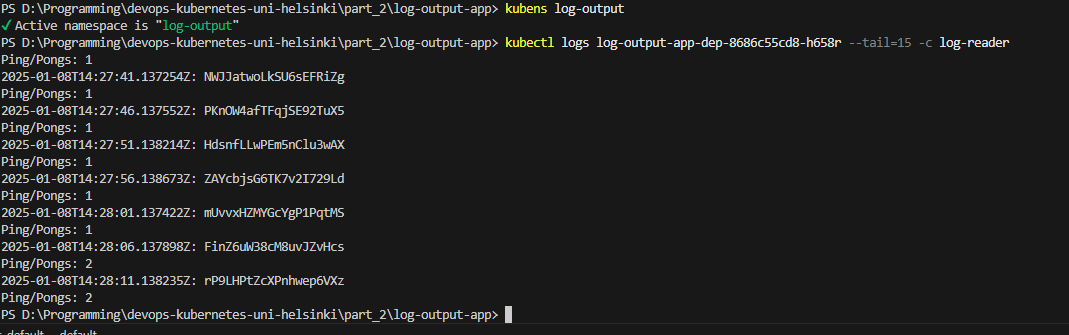 PS D:\Programming\devops-kubernetes-uni-helsinki\part_2\log-output-app> kubens log-output
✓ Active namespace is "log-output"
PS D:\Programming\devops-kubernetes-uni-helsinki\part_2\log-output-app> kubectl logs log-output-app-dep-8686c55cd8-h658r --tail=15 -c log-reader
Ping/Pongs: 1
2025-01-08T14:27:41.137254Z: NWJJatwoLkSU6sEFRiZg
Ping/Pongs: 1
2025-01-08T14:27:46.137552Z: PKnOW4afTFqjSE92TuX5
Ping/Pongs: 1
2025-01-08T14:27:51.138214Z: HdsnfLLwPEm5nClu3wAX
Ping/Pongs: 1
2025-01-08T14:27:56.138673Z: ZAYcbjsG6TK7v2I729Ld
Ping/Pongs: 1
2025-01-08T14:28:01.137422Z: mUvvxHZMYGcYgP1PqtMS
Ping/Pongs: 1
2025-01-08T14:28:06.137898Z: FinZ6uW38cM8uvJZvHcs
Ping/Pongs: 2
2025-01-08T14:28:11.138235Z: rP9LHPtZcXPnhwep6VXz
Ping/Pongs: 2
PS D:\Programming\devops-kubernetes-uni-helsinki\part_2\log-output-app>